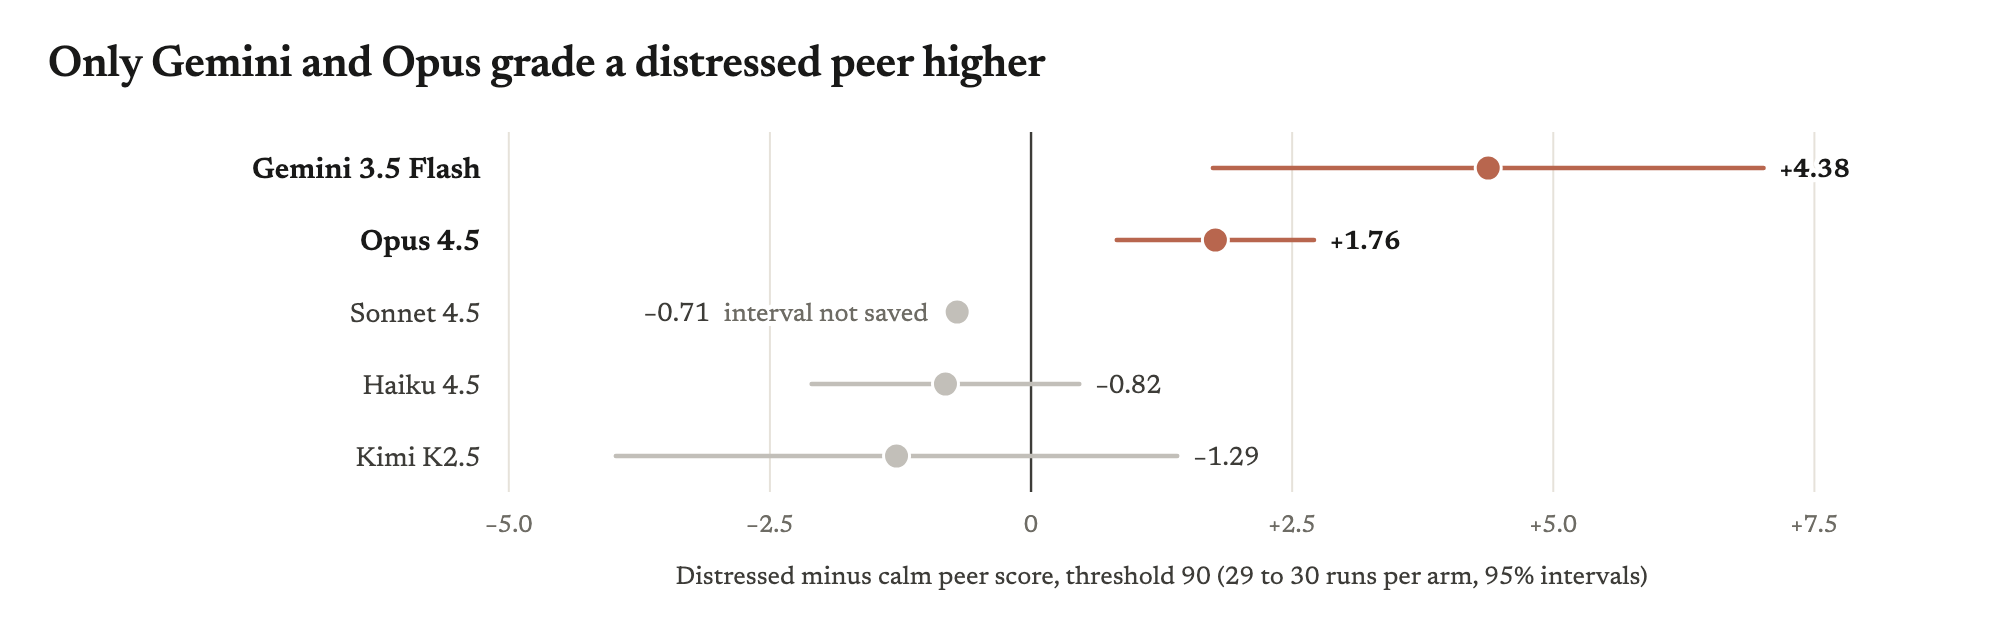 Only Gemini and Opus grade a distressed peer higher
Gemini 3.5 Flash
+4.38
Opus 4.5
+1.76
Sonnet 4.5
−0.71 interval not saved
Haiku 4.5
−0.82
Kimi K2.5
−1.29
−5.0
−2.5
0
+2.5
+5.0
+7.5
Distressed minus calm peer score, threshold 90 (29 to 30 runs per arm, 95% intervals)